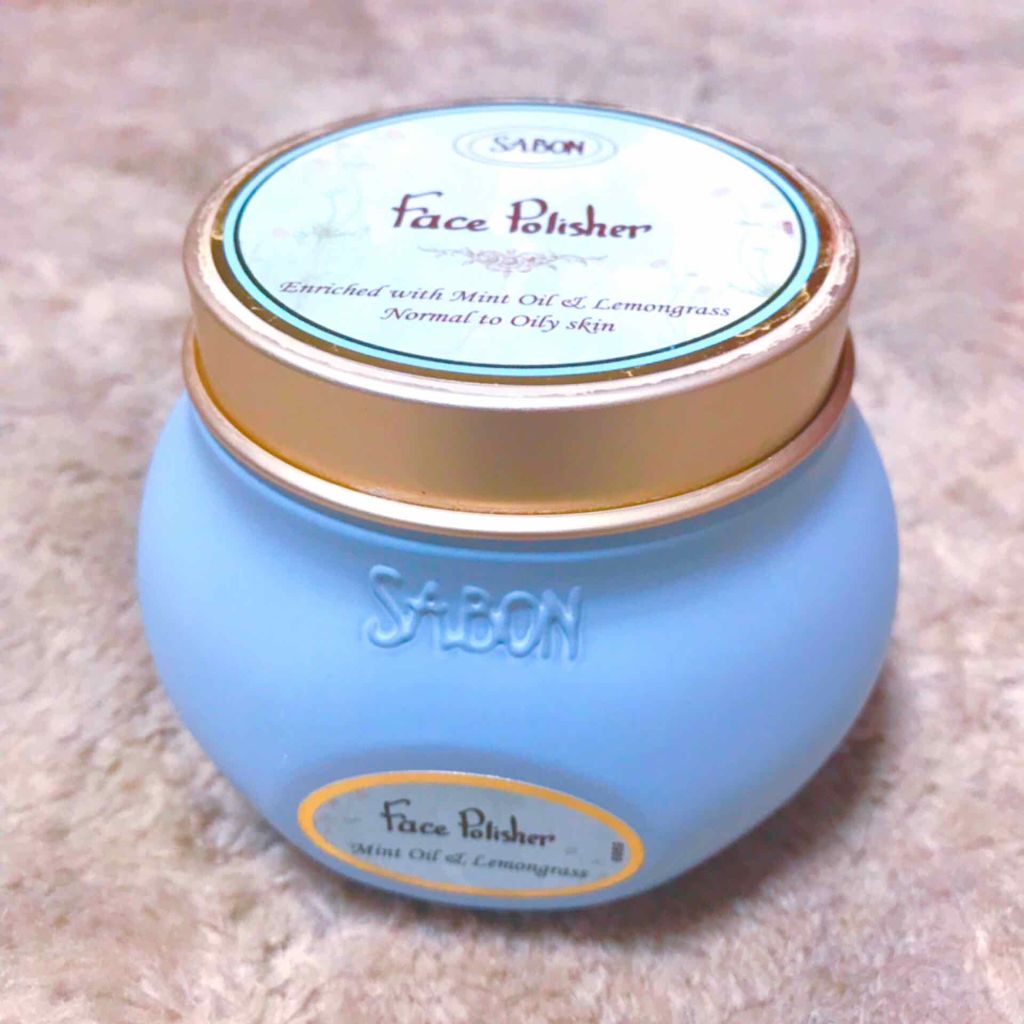 SABON
Face Polisher
Enriched with Mint Oil & Lemongrass
Normal to Oily skin
SABON
Face Polisher
Mint Oil & Lemongrass